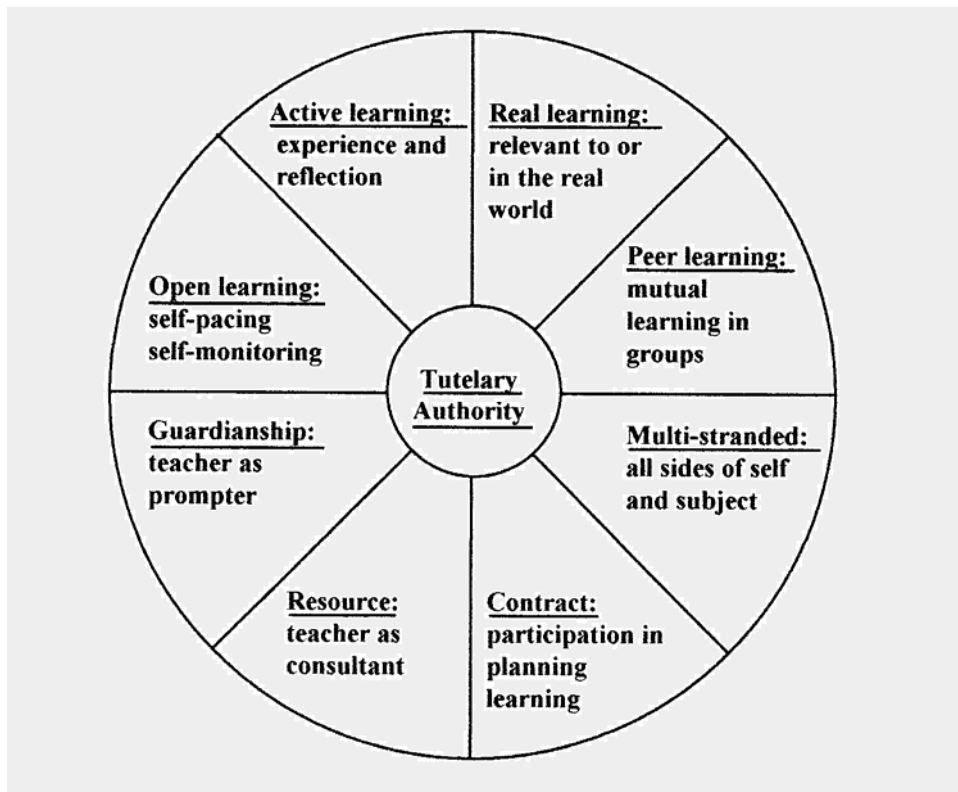 Active learning:
experience and
reflection
Real learning:
relevant to or
in the real
world
Peer learning:
mutual
learning in
groups
Multi-stranded:
all sides of self
and subject
Contract:
participation in
planning
learning
Resource:
teacher as
consultant
Guardianship:
teacher as
prompter
Open learning:
self-pacing
self-monitoring
Tutelary
Authority